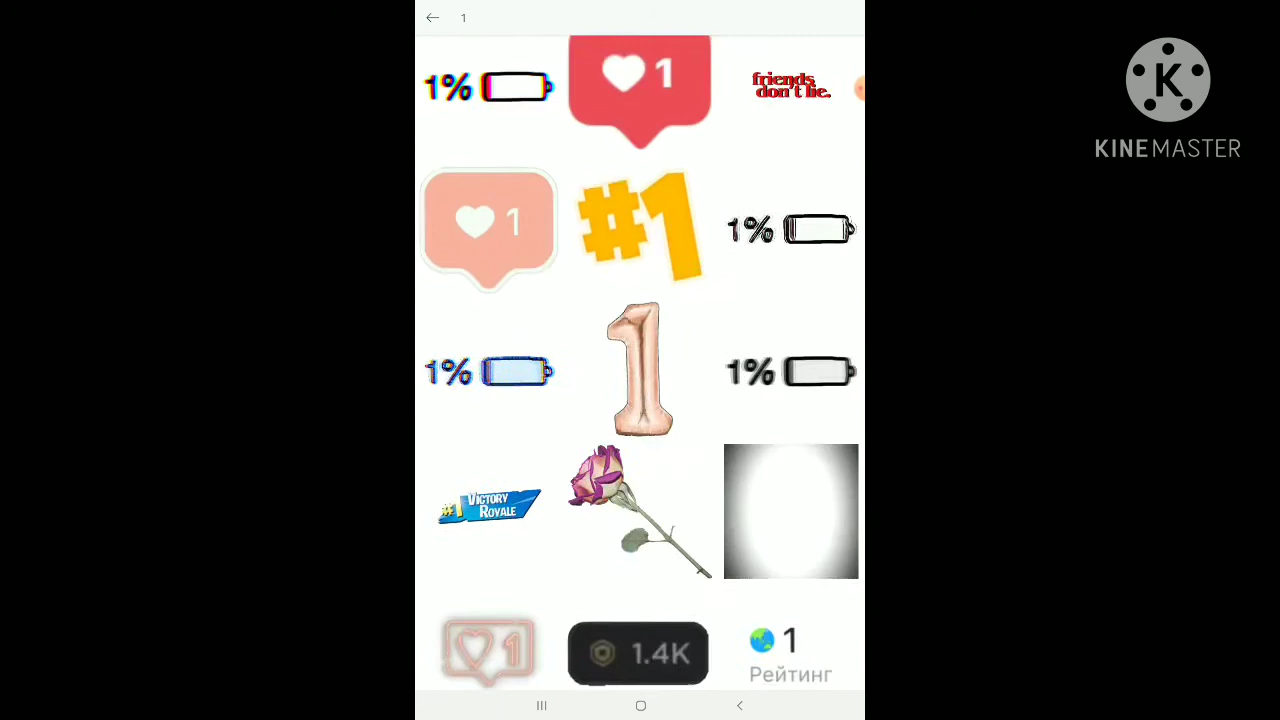 1
1%
1
friends
don't lie.
1
#1
1%
1%
1
1%
#1 VICTORY
ROYALE
1
1.4K
1
Рейтинг
K
KINEMASTER